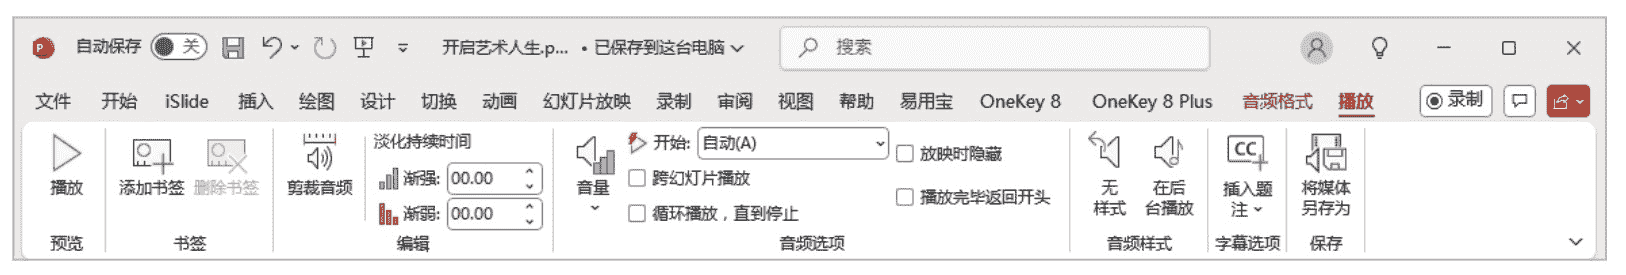 P 自动保存 关 开启艺术人生.p... • 已保存到这台电脑 搜索
文件 开始 iSlide 插入 绘图 设计 切换 动画 幻灯片放映 录制 审阅 视图 帮助 易用宝 OneKey 8 OneKey 8 Plus 音频格式 播放 录制
播放
预览
添加书签 删除书签
书签
剪裁音频
淡化持续时间
渐强: 00.00
渐弱: 00.00
编辑
音量
开始: 自动(A)
跨幻灯片播放
循环播放，直到停止
放映时隐藏
播放完毕返回开头
音频选项
无
样式
在后
台播放
音频样式
CC
插入题
注
字幕选项
将媒体
另存为
保存